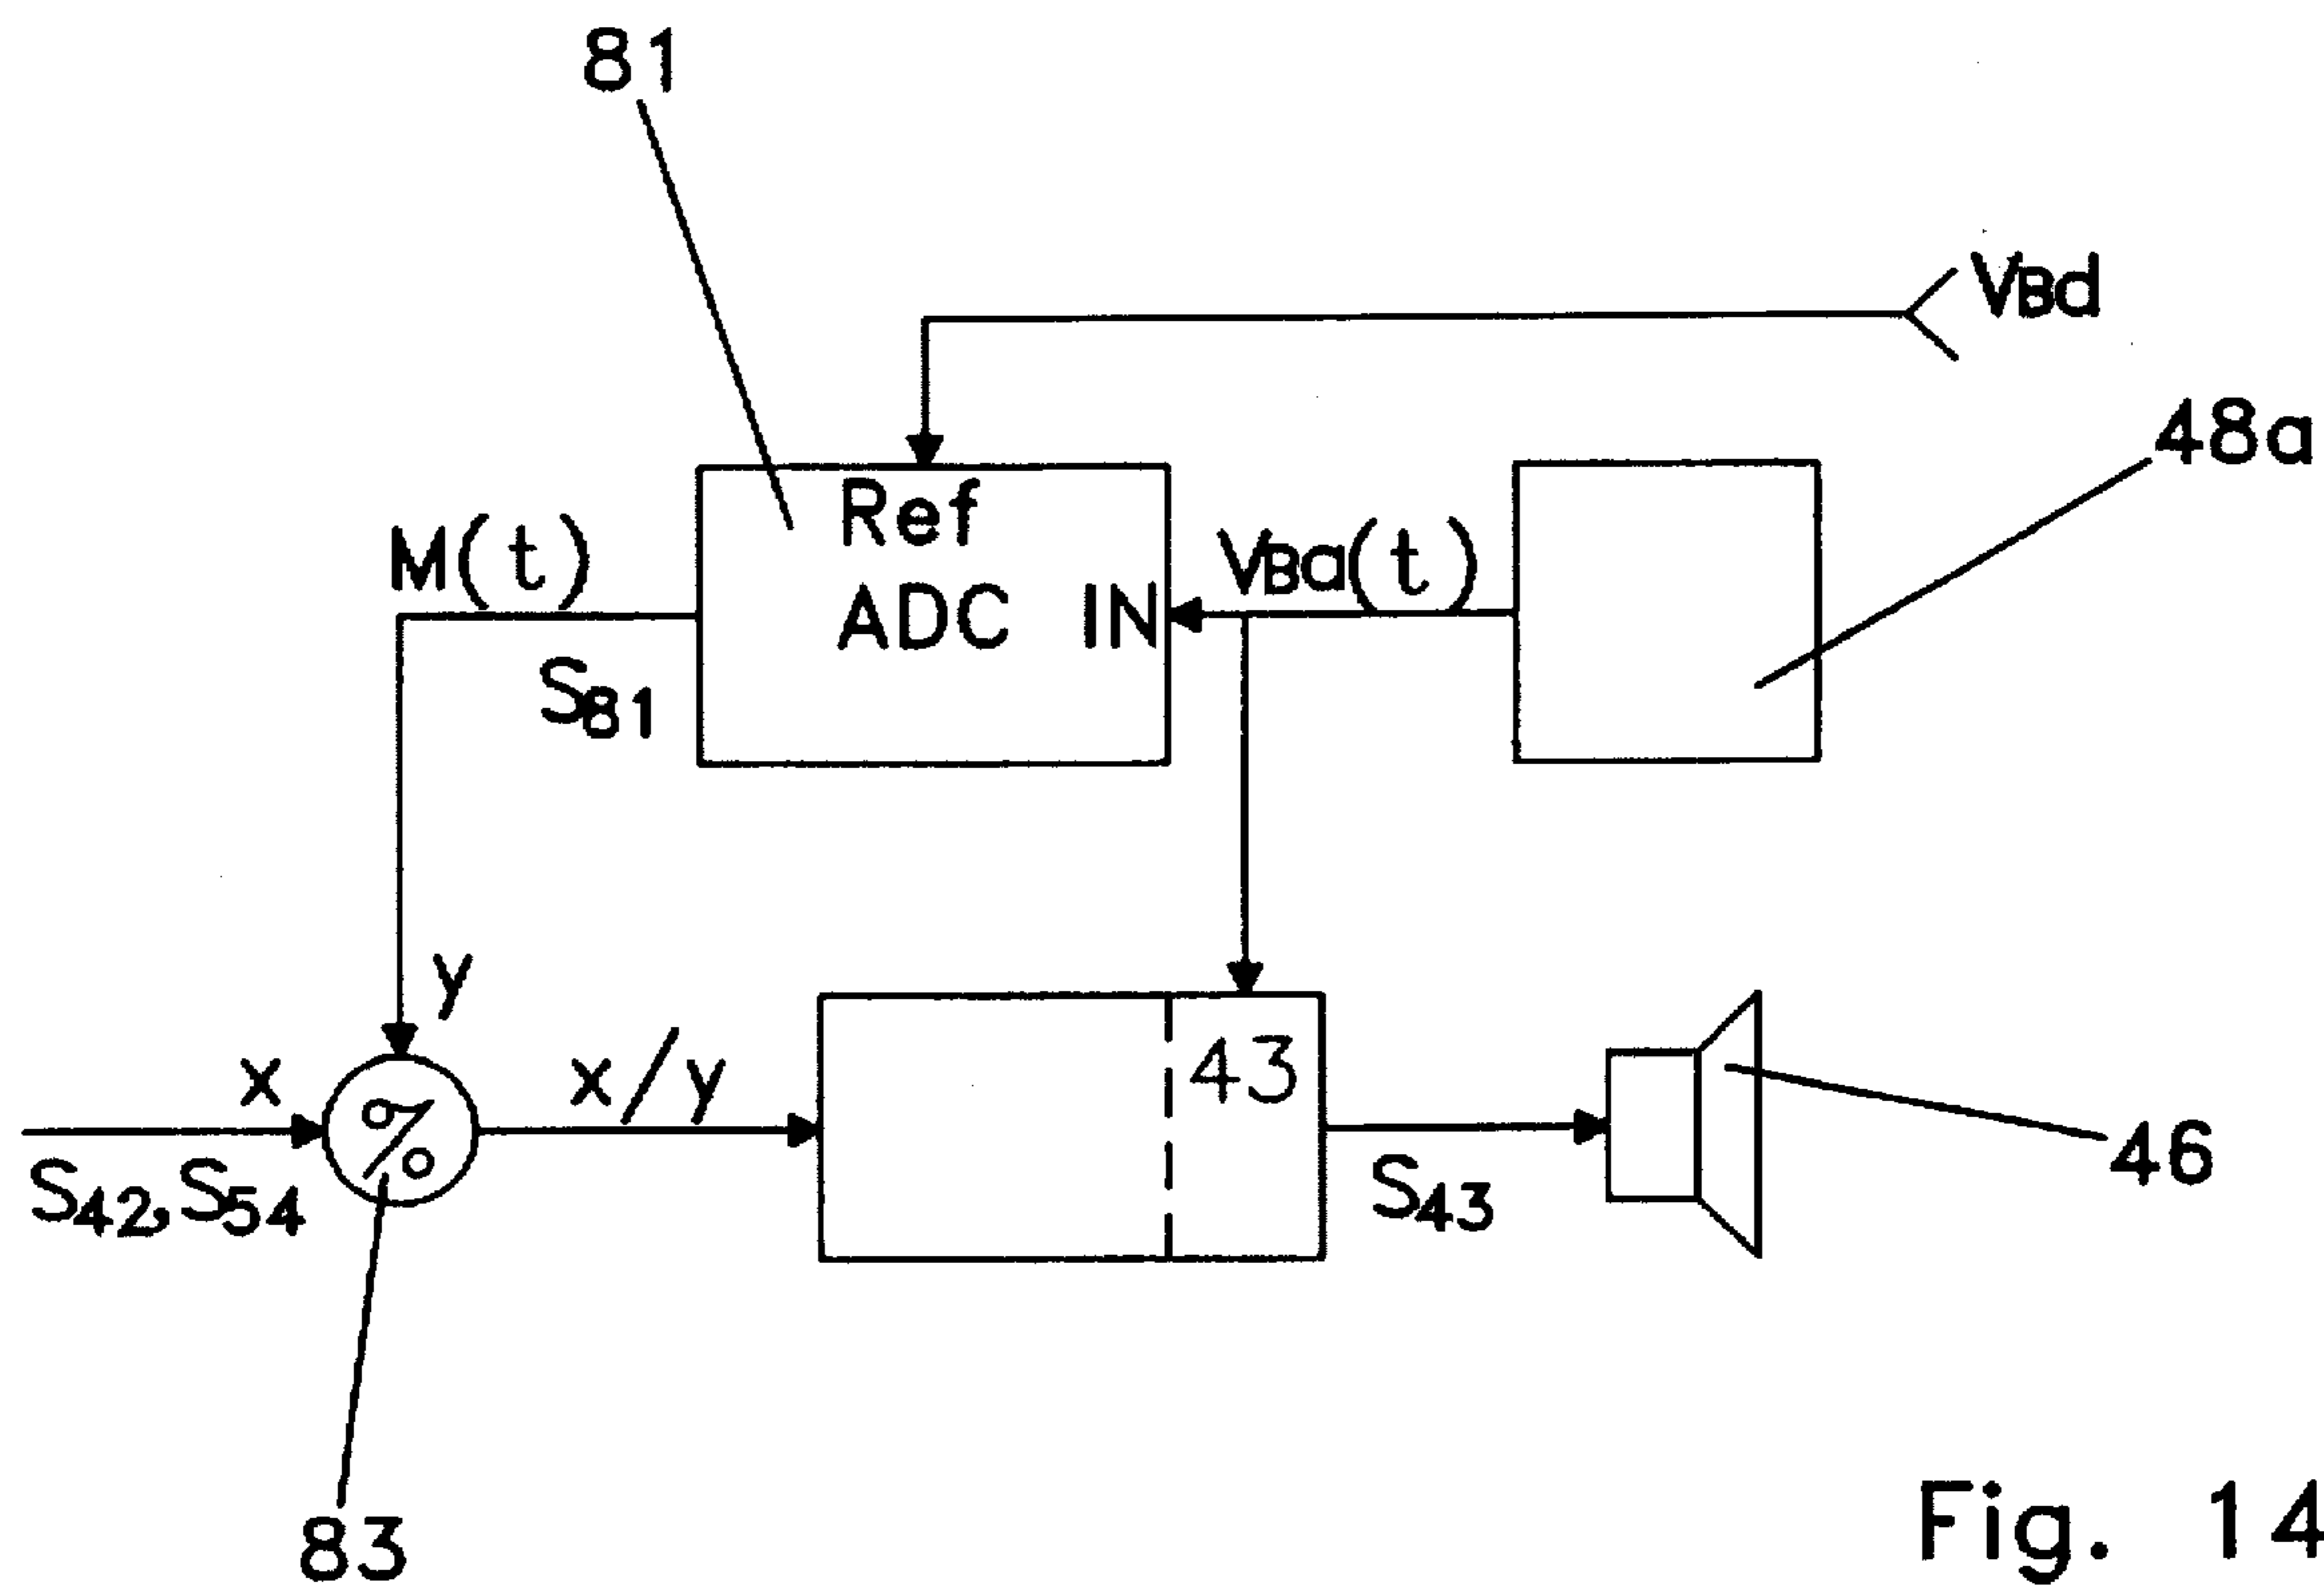 81
VBd
48a
Ref
M(t)
VBa(t)
ADC IN
S81
y
x
x/y
43
S42,S54
S43
46
83
Fig. 14